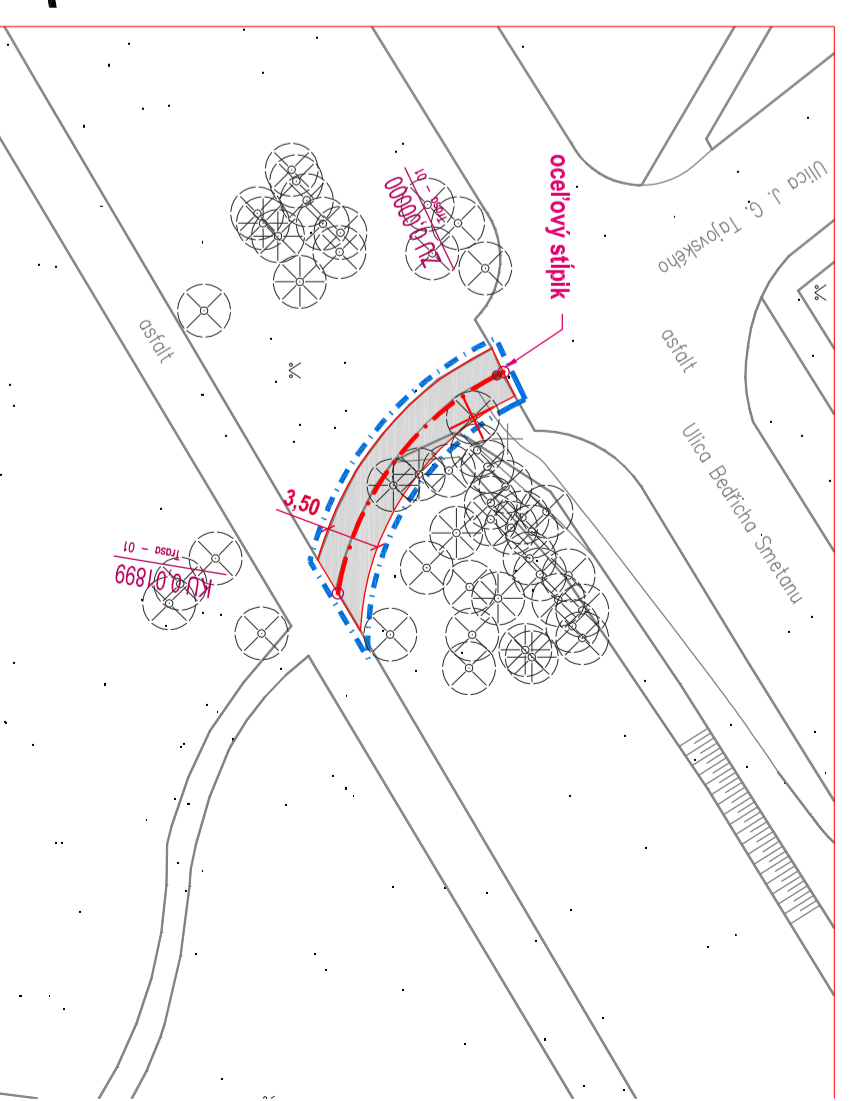 Ulica J. G. Tajovského
oceľový stĺpik
ZÚ 0,00000
Trasa - 01
asfalt
asfalt
Ulica Bedřicha Smetanu
3,50
KÚ 0,01899
Trasa - 01